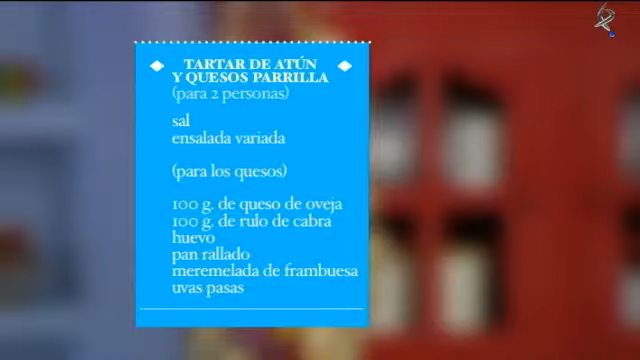 TARTAR DE ATÚN
Y QUESOS PARRILLA
(para 2 personas)
sal
ensalada variada
(para los quesos)
100 g. de queso de oveja
100 g. de rulo de cabra
huevo
pan rallado
meremelada de frambuesa
uvas pasas